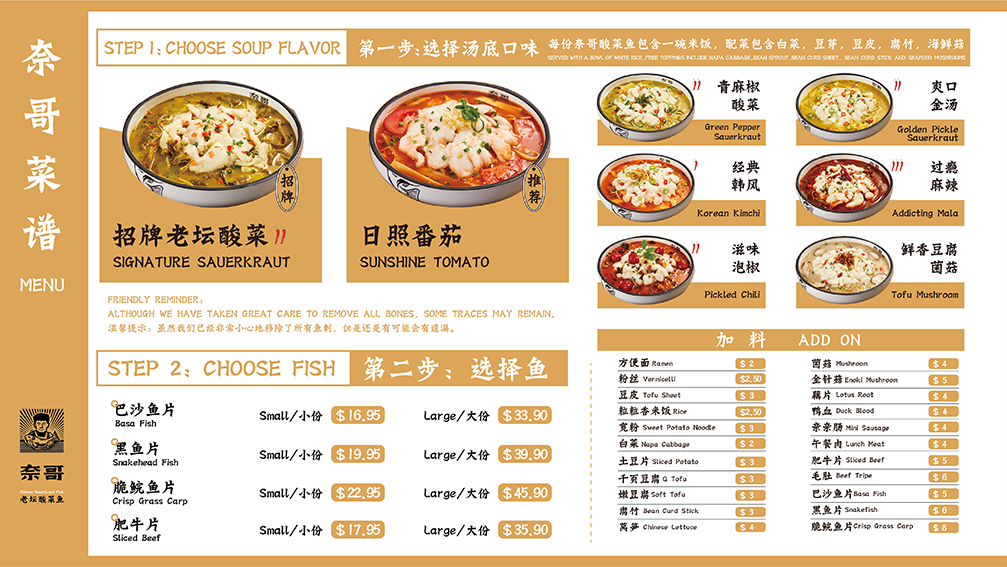 奈哥菜谱
MENU
奈哥
Chinese Sauerkraut Fish
老坛酸菜鱼
STEP 1: CHOOSE SOUP FLAVOR
第一步:选择汤底口味
每份奈哥酸菜鱼包含一碗米饭，配菜包含白菜，豆芽，豆皮，腐竹，海鲜菇
SERVED WITH A BOWL OF WHITE RICE, FREE TOPPINGS INCLUDE NAPA CABBAGE, BEAN SPROUT, BEAN CURD SHEET, BEAN CURD STICK AND SEAFOOD MUSHROOMS
招牌
招牌老坛酸菜
SIGNATURE SAUERKRAUT
推荐
日照番茄
SUNSHINE TOMATO
青麻椒
酸菜
Green Pepper
Sauerkraut
爽口
金汤
Golden Pickle
Sauerkraut
经典
韩风
Korean Kimchi
过瘾
麻辣
Addicting Mala
滋味
泡椒
Pickled Chili
鲜香豆腐
菌菇
Tofu Mushroom
FRIENDLY REMINDER:
ALTHOUGH WE HAVE TAKEN GREAT CARE TO REMOVE ALL BONES, SOME TRACES MAY REMAIN.
温馨提示：虽然我们已经非常小心地移除了所有鱼刺，但是还是有可能会有遗漏。
STEP 2: CHOOSE FISH 第二步：选择鱼
巴沙鱼片
Basa Fish
Small/小份 $16.95 Large/大份 $33.90
黑鱼片
Snakehead Fish
Small/小份 $19.95 Large/大份 $39.90
脆鲩鱼片
Crisp Grass Carp
Small/小份 $22.95 Large/大份 $45.90
肥牛片
Sliced Beef
Small/小份 $17.95 Large/大份 $35.90
加料 ADD ON
方便面 Ramen $2
粉丝 Vermicelli $2.50
豆皮 Tofu Sheet $3
粒粒香米饭 Rice $2.50
宽粉 Sweet Potato Noodle $3
白菜 Napa Cabbage $2
土豆片 Sliced Potato $3
千页豆腐 Q Tofu $3
嫩豆腐 Soft Tofu $3
腐竹 Bean Curd Stick $3
莴笋 Chinese Lettuce $4
菌菇 Mushroom $4
金针菇 Enoki Mushroom $5
藕片 Lotus Root $4
鸭血 Duck Blood $4
亲亲肠 Mini Sausage $4
午餐肉 Lunch Meat $4
肥牛片 Sliced Beef $5
毛肚 Beef Tripe $6
巴沙鱼片 Basa Fish $5
黑鱼片 Snakefish $6
脆鲩鱼片 Crisp Grass Carp $8